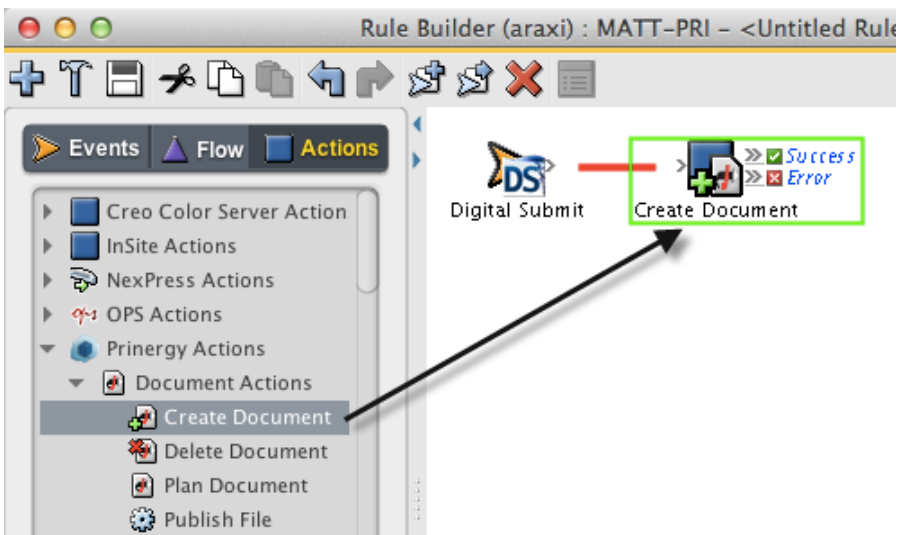 Rule Builder (araxi) : MATT-PRI – <Untitled Rule
Events Flow Actions
Creo Color Server Action
InSite Actions
NexPress Actions
OPS Actions
Prinergy Actions
Document Actions
Create Document
Delete Document
Plan Document
Publish File
DS
Digital Submit
Success
Error
Create Document